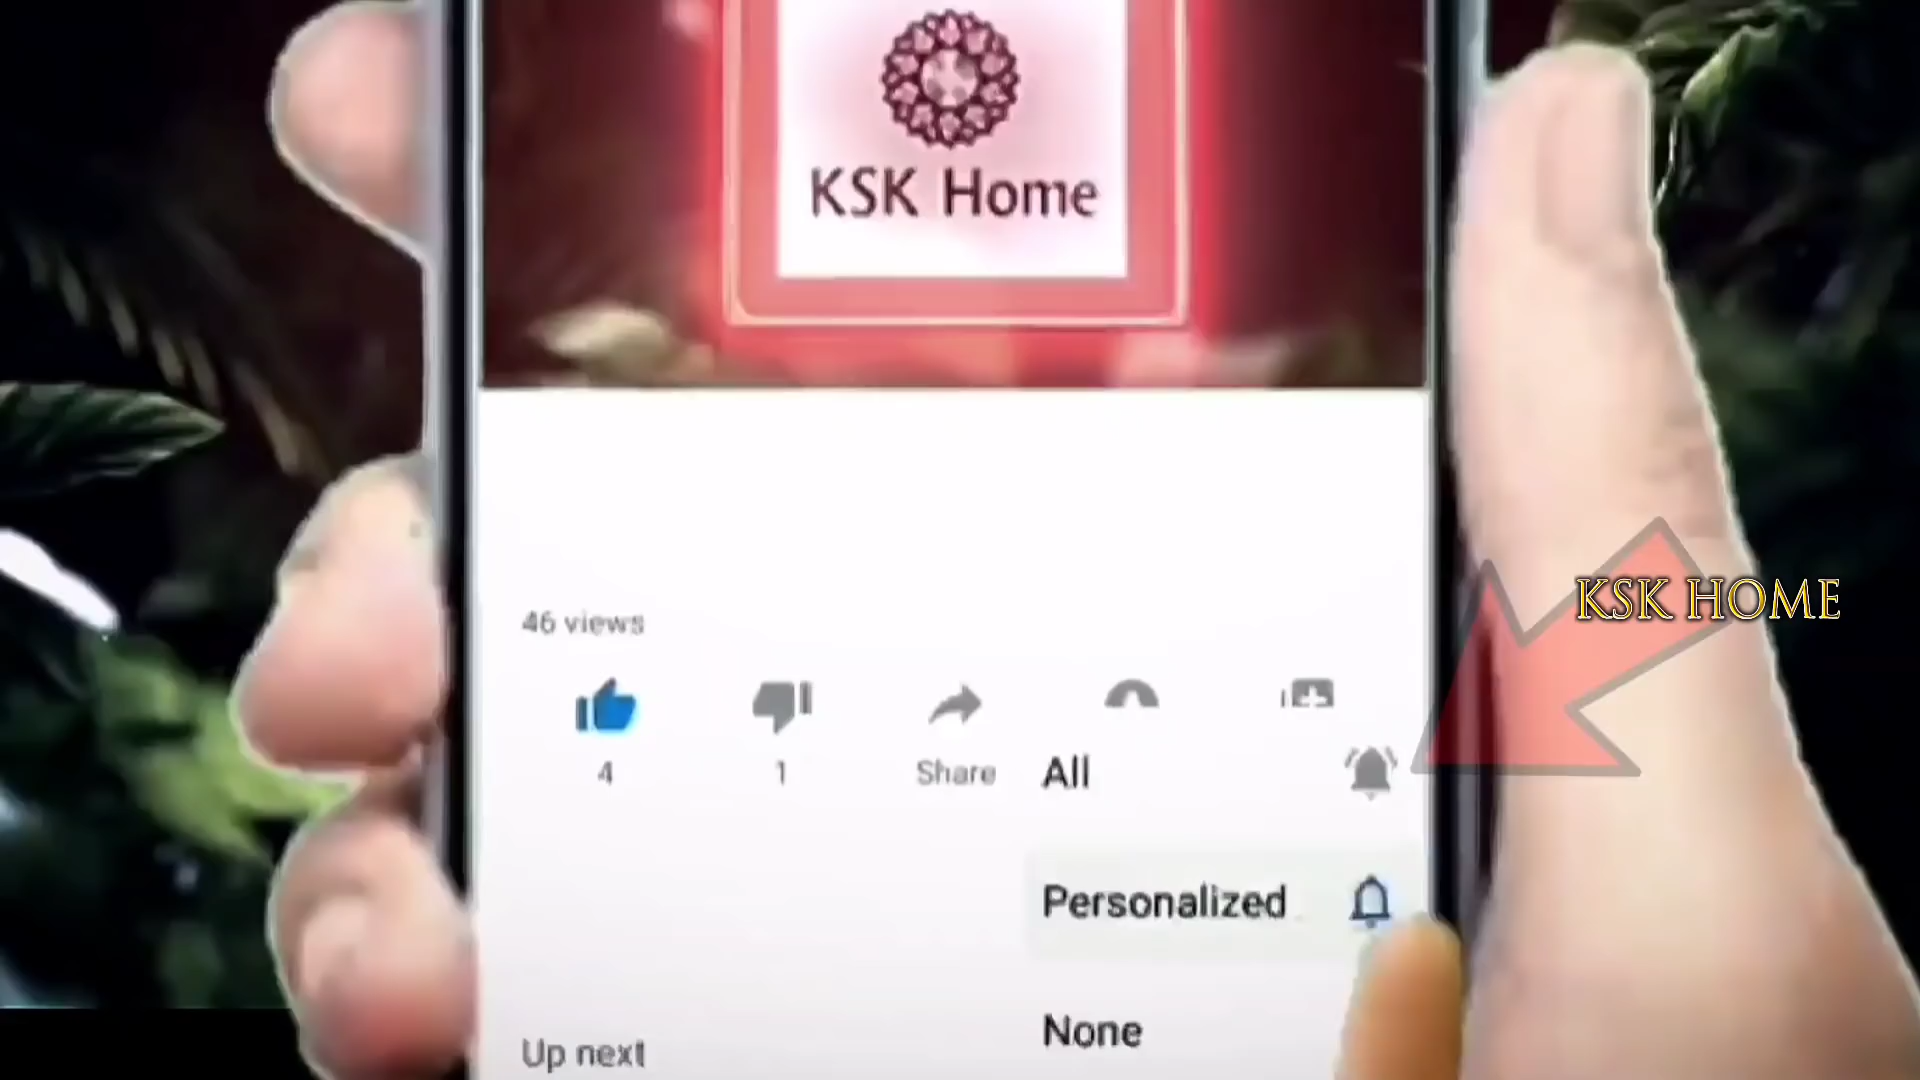 KSK Home
KSK HOME
46 views
4
1
Share
All
Personalized
None
Up next